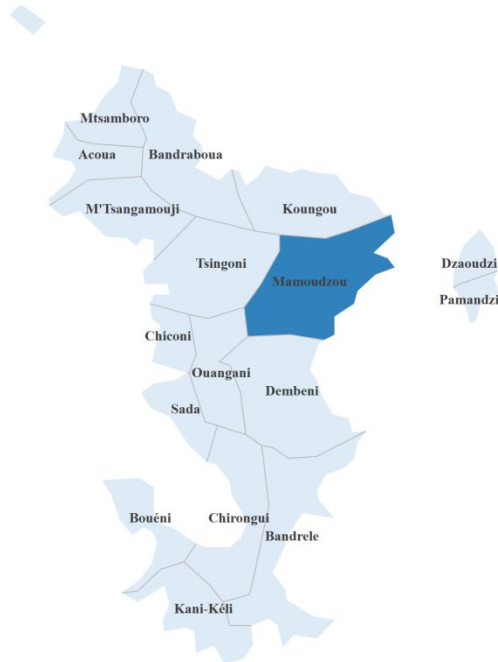 Mtsamboro
Acoua
Bandraboua
M'Tsangamouji
Koungou
Tsingoni
Mamoudzou
Dzaoudzi
Pamandzi
Chiconi
Ouangani
Dembeni
Sada
Bouéni
Chirongui
Bandrele
Kani-Kéli